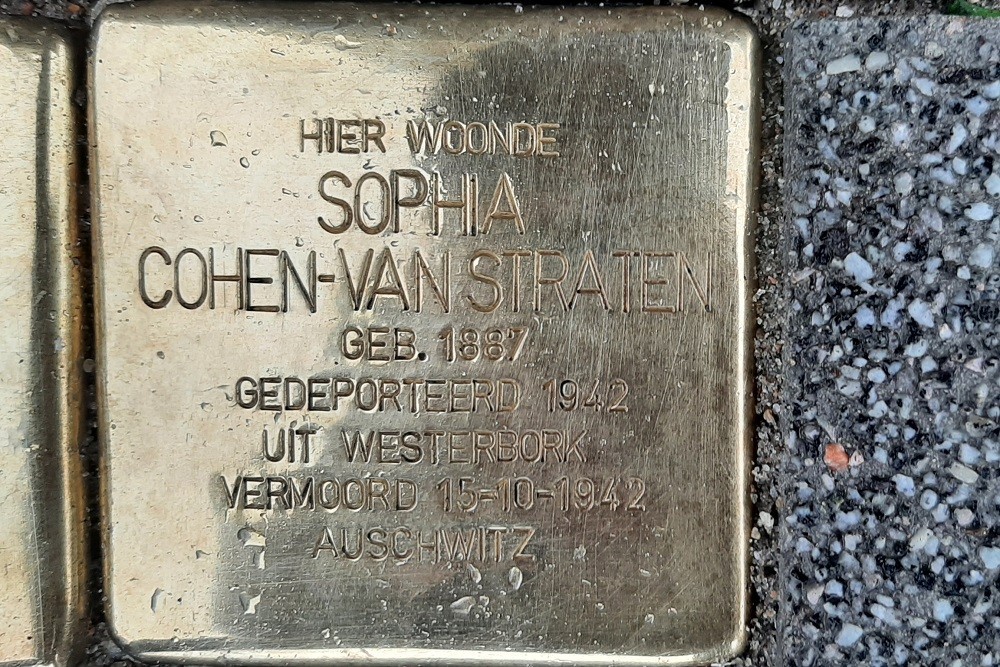 HIER WOONDE
SOPHIA
COHEN-VAN STRATEN
GEB. 1887
GEDEPORTEERD 1942
UIT WESTERBORK
VERMOORD 15-10-1942
AUSCHWITZ